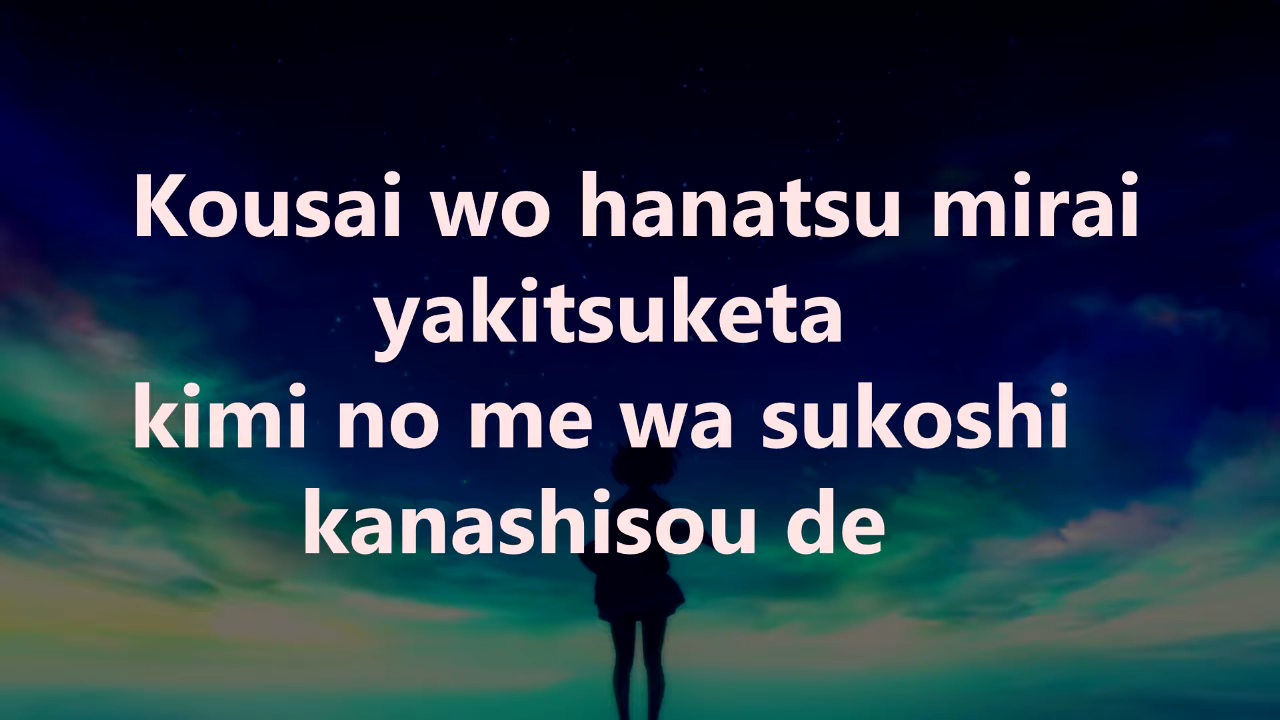 Kousai wo hanatsu mirai
yakitsuketa
kimi no me wa sukoshi
kanashisou de